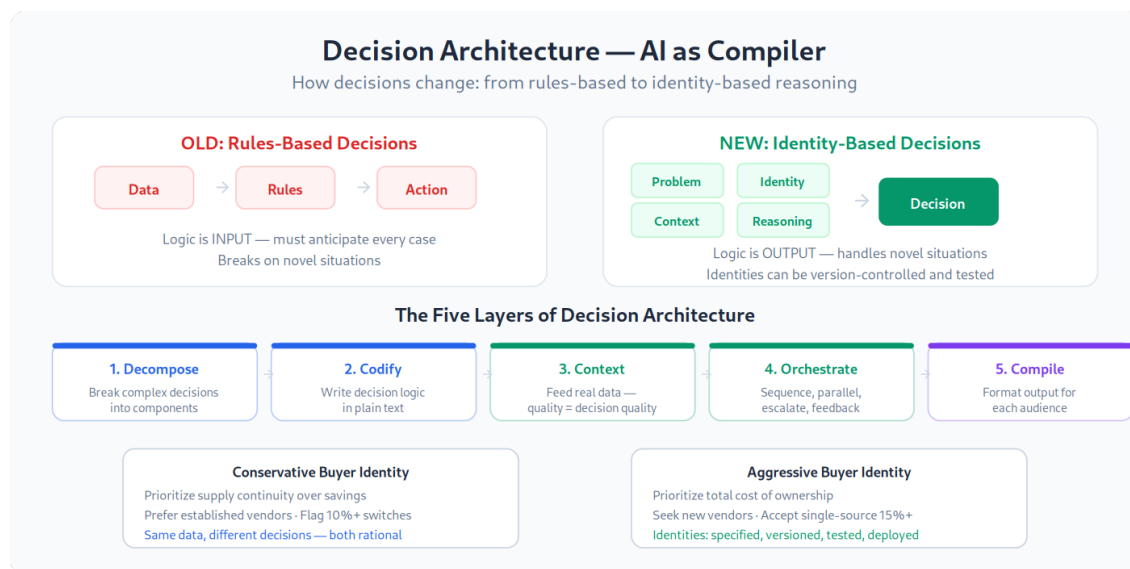 Decision Architecture — AI as Compiler
How decisions change: from rules-based to identity-based reasoning
OLD: Rules-Based Decisions
Data
Rules
Action
Logic is INPUT — must anticipate every case
Breaks on novel situations
NEW: Identity-Based Decisions
Problem
Identity
Context
Reasoning
Decision
Logic is OUTPUT — handles novel situations
Identities can be version-controlled and tested
The Five Layers of Decision Architecture
1. Decompose
Break complex decisions
into components
2. Codify
Write decision logic
in plain text
3. Context
Feed real data —
quality = decision quality
4. Orchestrate
Sequence, parallel,
escalate, feedback
5. Compile
Format output for
each audience
Conservative Buyer Identity
Prioritize supply continuity over savings
Prefer established vendors · Flag 10%+ switches
Same data, different decisions — both rational
Aggressive Buyer Identity
Prioritize total cost of ownership
Seek new vendors · Accept single-source 15%+
Identities: specified, versioned, tested, deployed